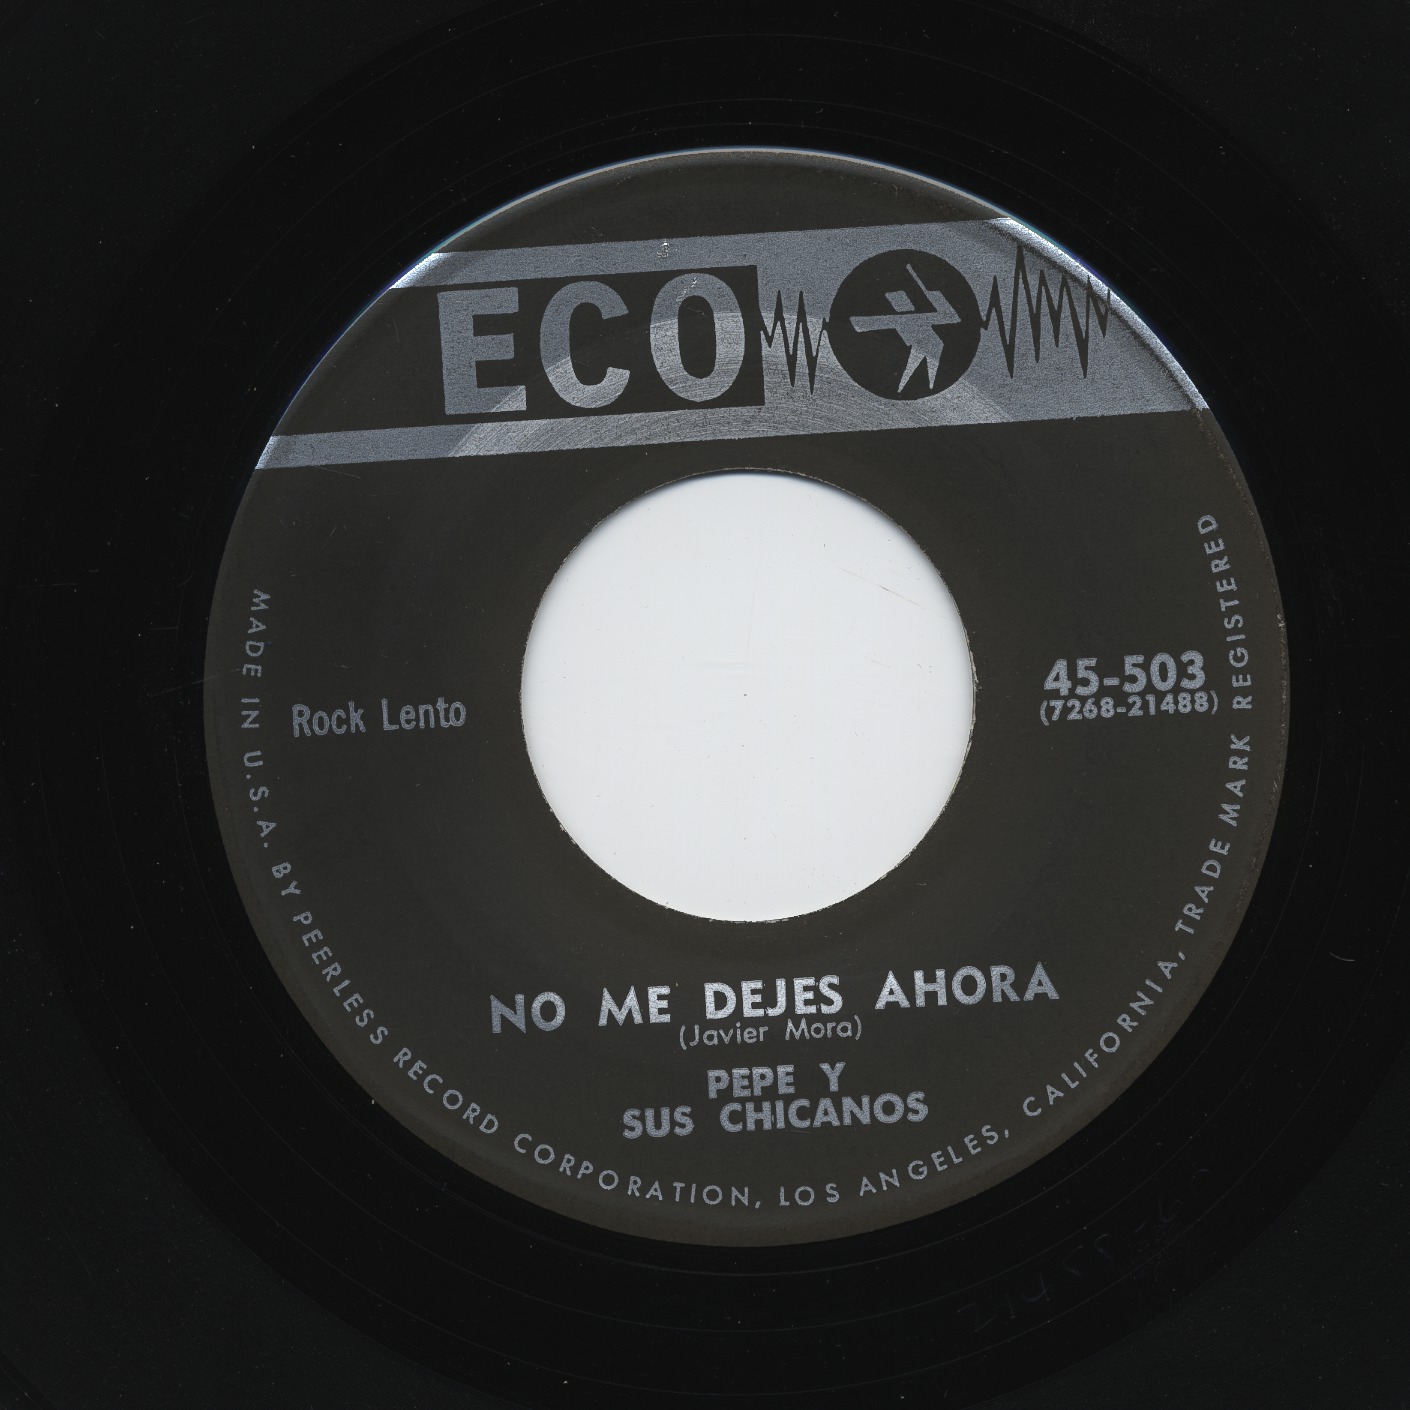 ECO
Rock Lento
45-503
(7268-21488)
NO ME DEJES AHORA
(Javier Mora)
PEPE Y
SUS CHICANOS
MADE IN U.S.A. BY PEERLESS RECORD CORPORATION, LOS ANGELES, CALIFORNIA, TRADE MARK REGISTERED